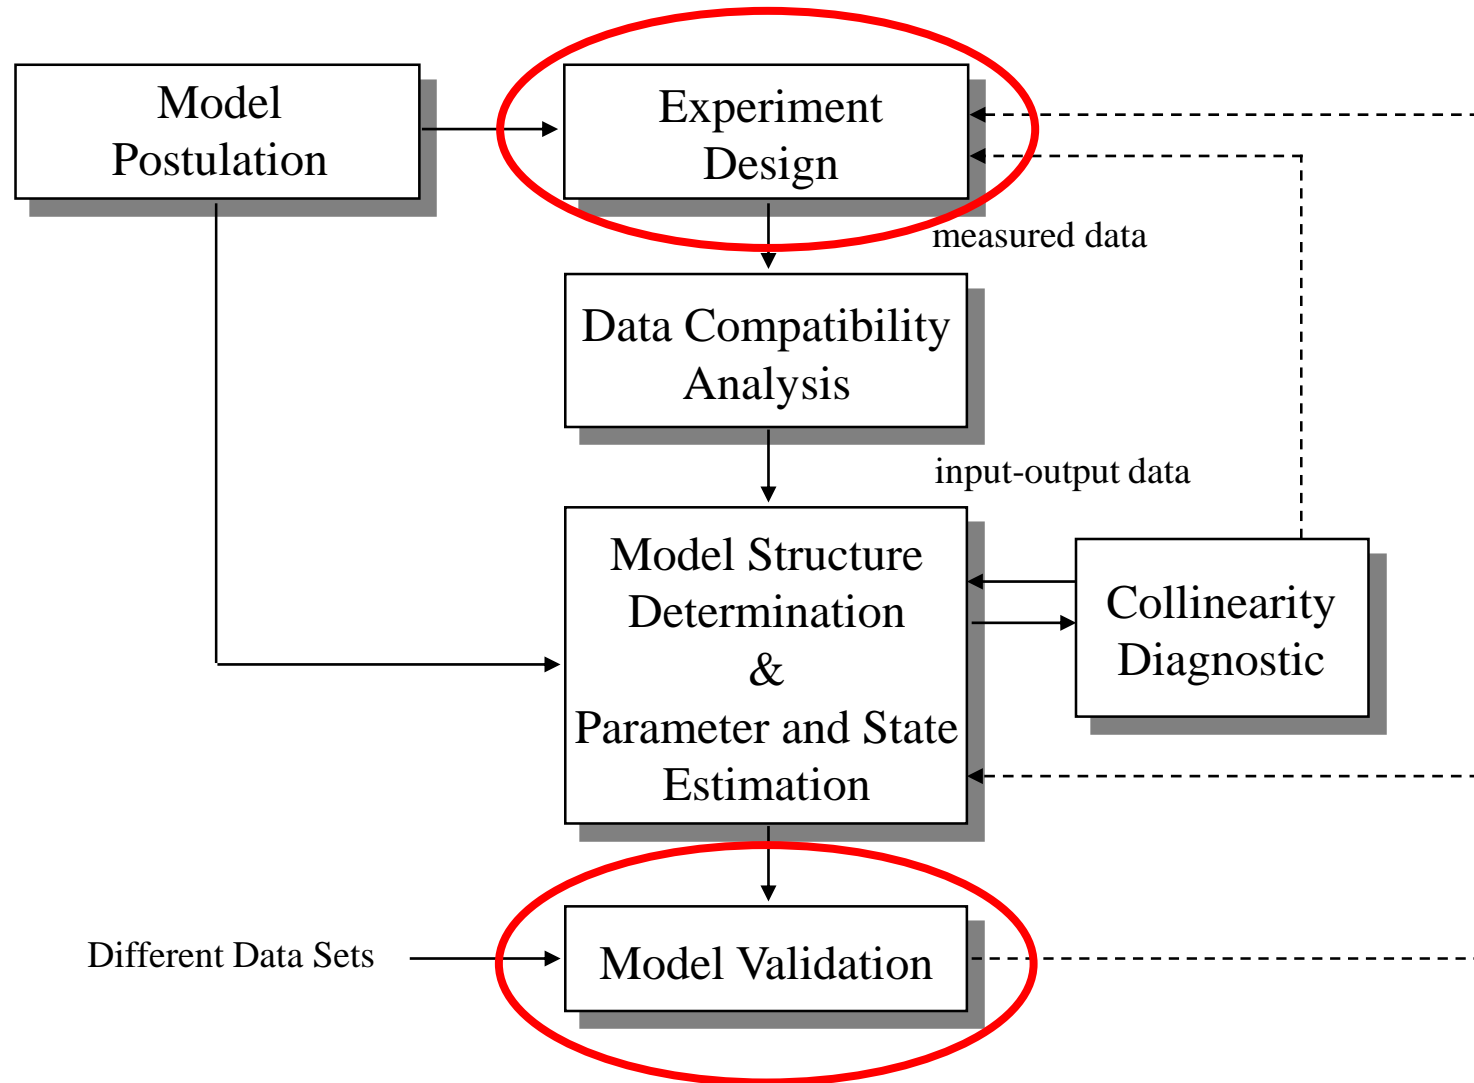 Model
Postulation
Experiment
Design
measured data
Data Compatibility
Analysis
input-output data
Model Structure
Determination
&
Parameter and State
Estimation
Collinearity
Diagnostic
Different Data Sets
Model Validation